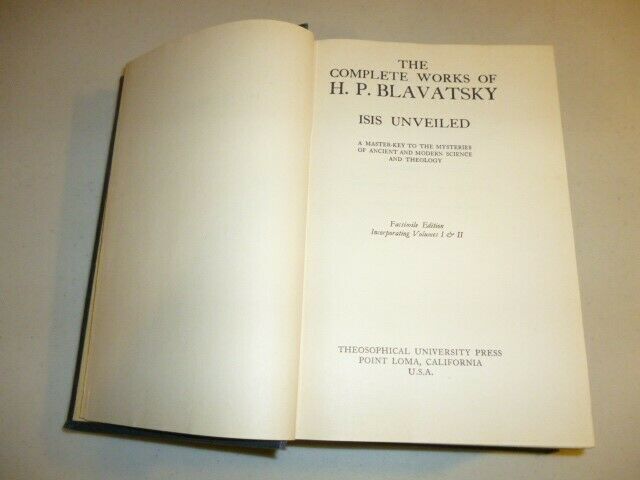 THE
COMPLETE WORKS OF
H. P. BLAVATSKY
ISIS UNVEILED
A MASTER-KEY TO THE MYSTERIES
OF ANCIENT AND MODERN SCIENCE
AND THEOLOGY
Facsimile Edition
Incorporating Volumes I & II
THEOSOPHICAL UNIVERSITY PRESS
POINT LOMA, CALIFORNIA
U.S.A.